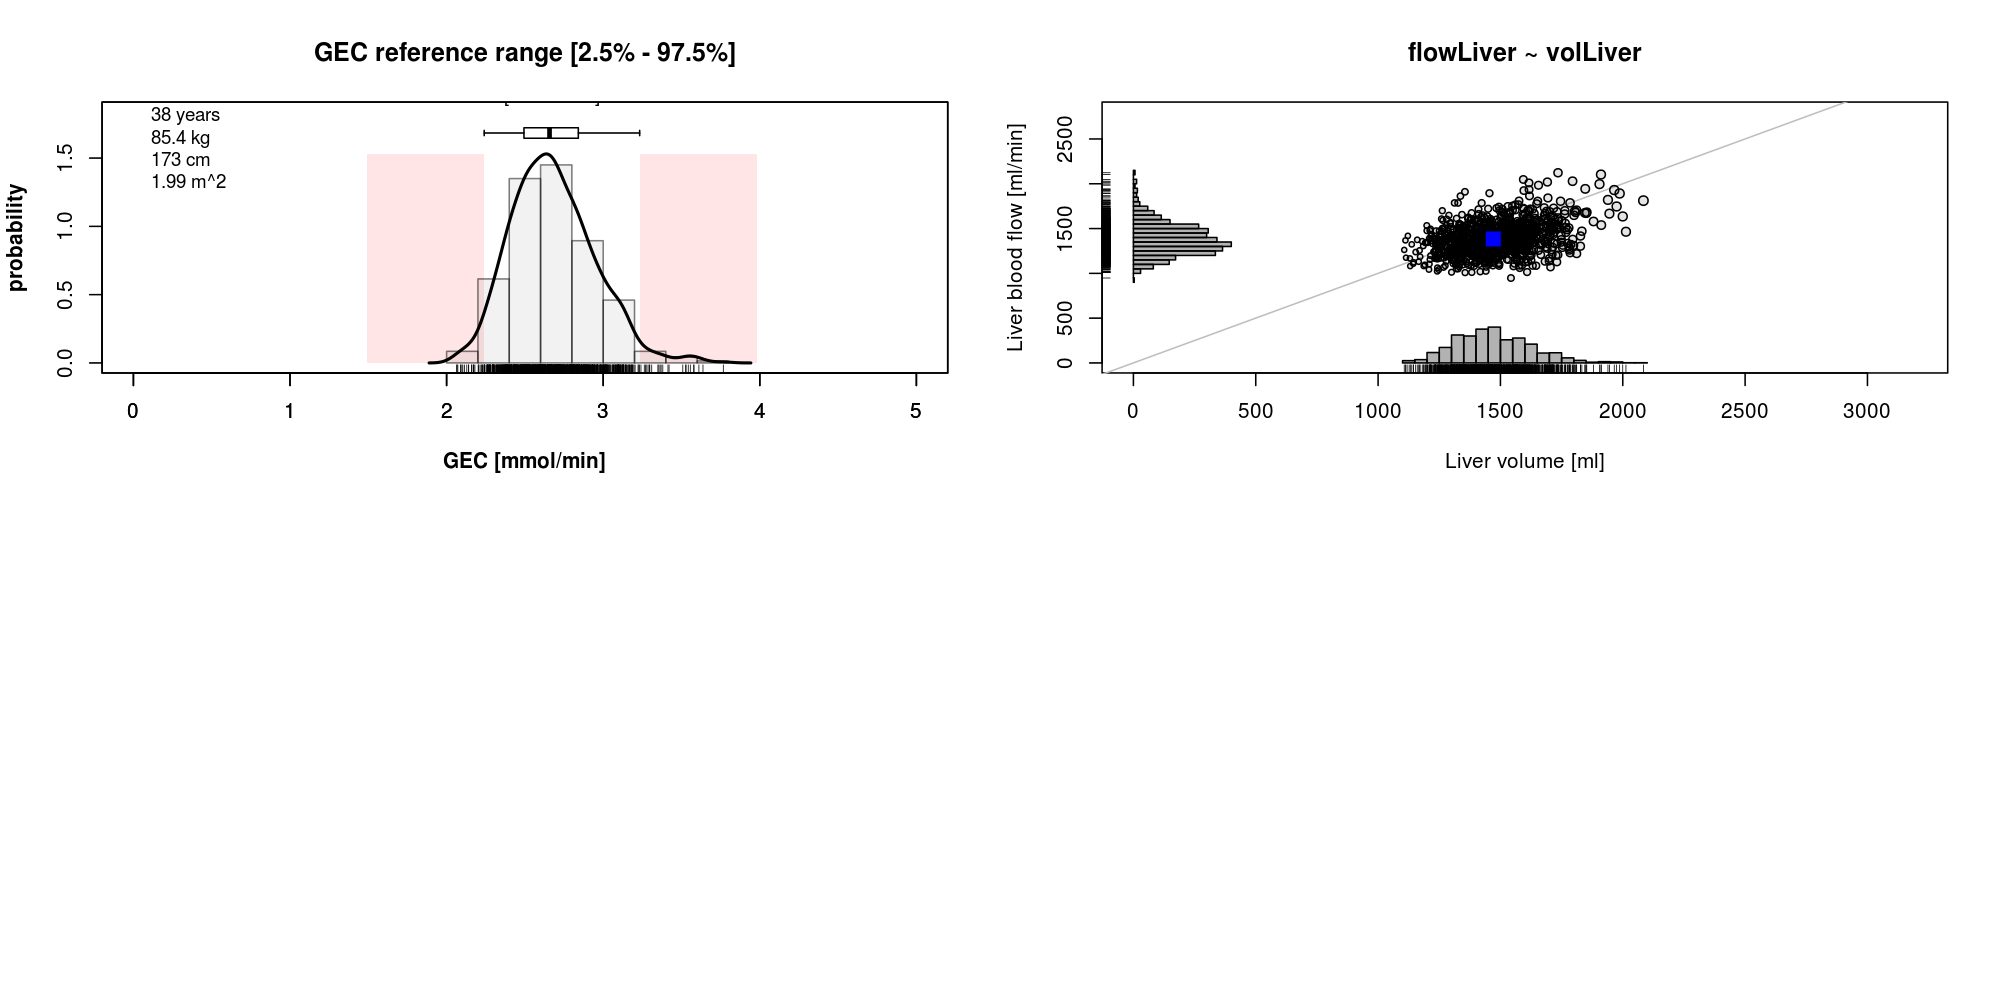 GEC reference range [2.5% - 97.5%]
38 years
85.4 kg
173 cm
1.99 m^2
probability
0.0
0.5
1.0
1.5
0
1
2
3
4
5
GEC [mmol/min]
flowLiver ~ volLiver
Liver blood flow [ml/min]
0
500
1500
2500
0
500
1000
1500
2000
2500
3000
Liver volume [ml]